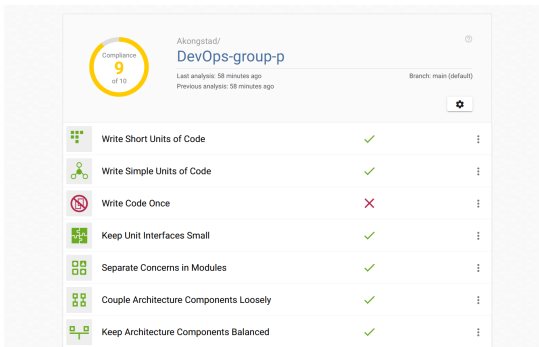 Compliance
9
of 10
Akongstad/
DevOps-group-p
Last analysis: 58 minutes ago
Branch: main (default)
Previous analysis: 58 minutes ago
Write Short Units of Code
Write Simple Units of Code
Write Code Once
Keep Unit Interfaces Small
Separate Concerns in Modules
Couple Architecture Components Loosely
Keep Architecture Components Balanced